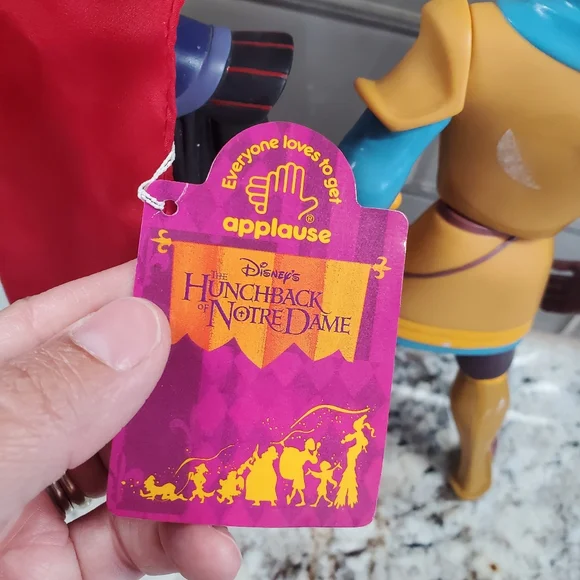 Everyone loves to get
applause®
DISNEY'S
THE
HUNCHBACK
OF NOTRE DAME